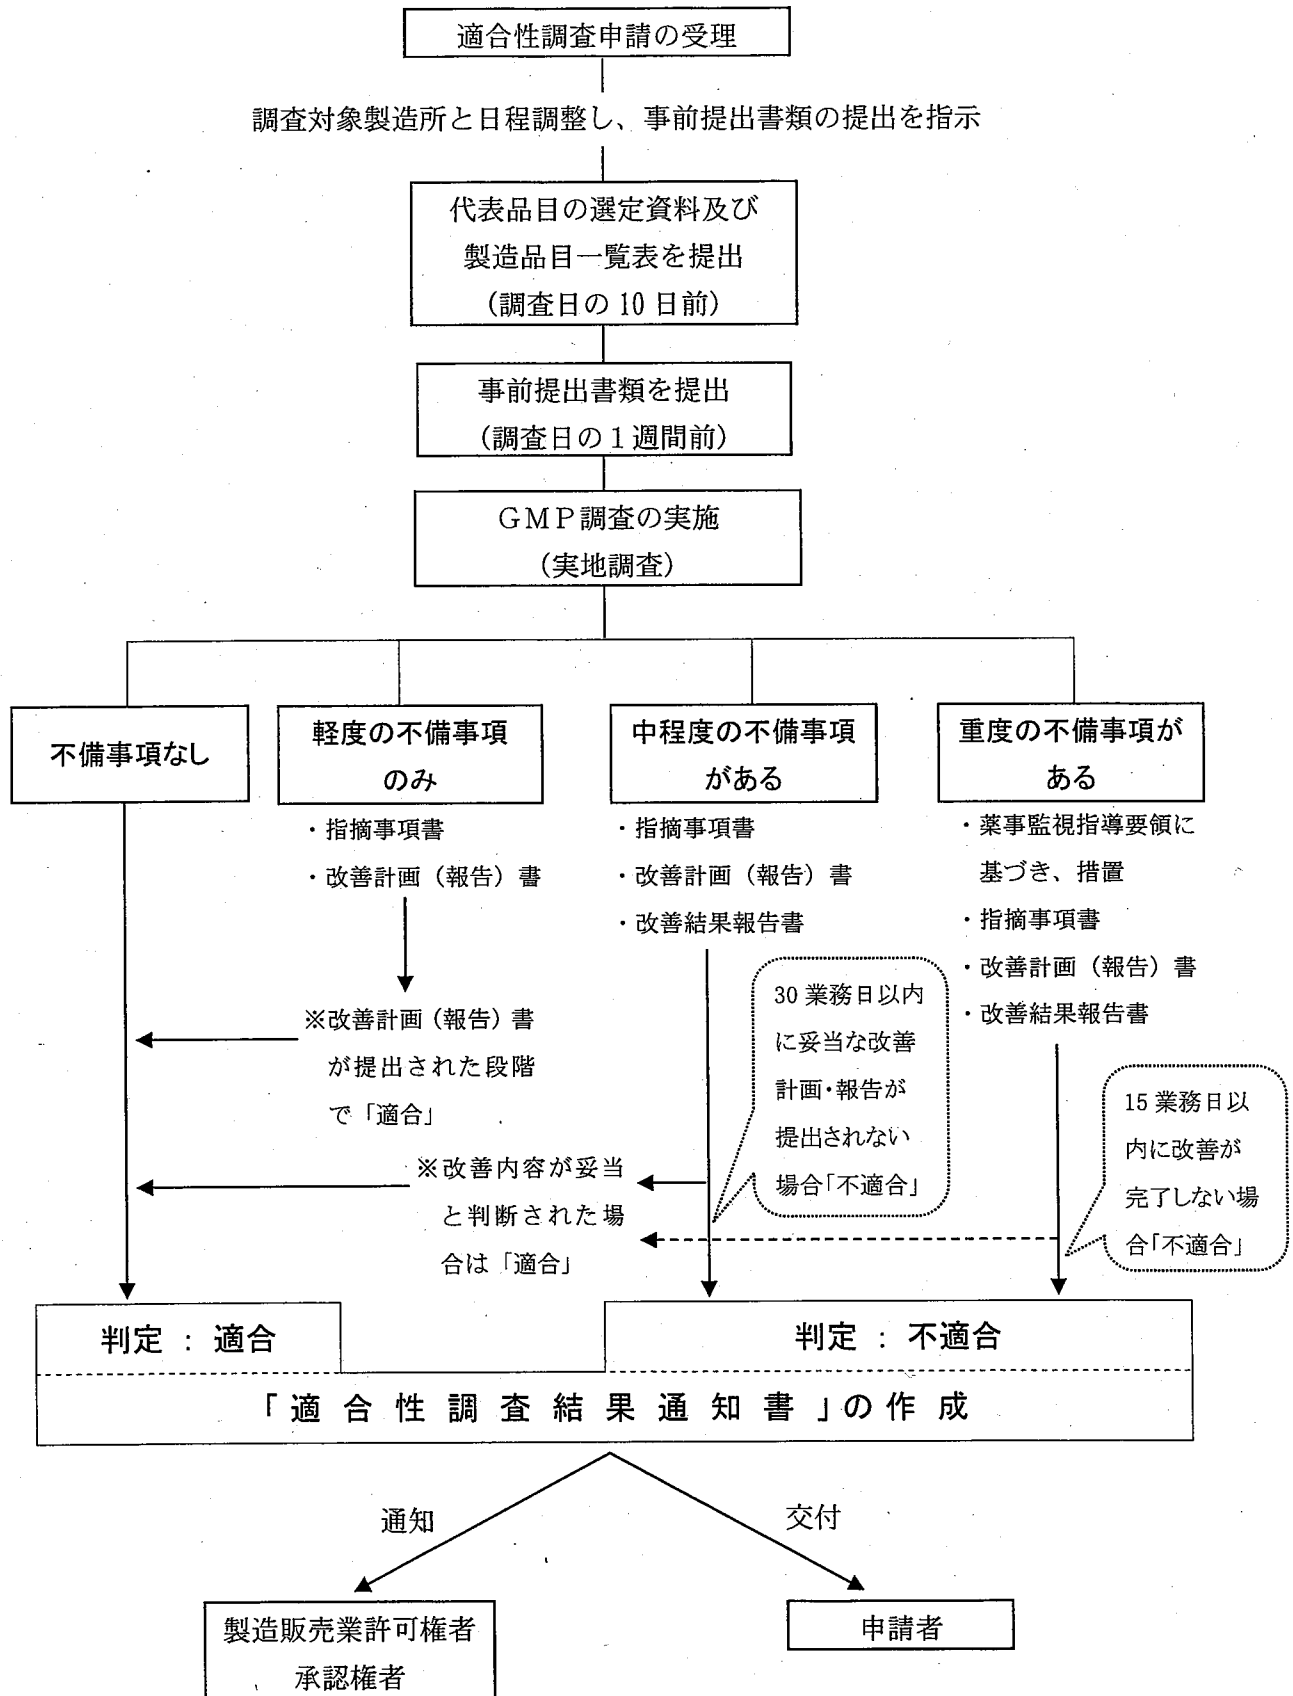 適合性調査申請の受理
調査対象製造所と日程調整し、事前提出書類の提出を指示
代表品目の選定資料及び
製造品目一覧表を提出
(調査日の 10 日前)
事前提出書類を提出
(調査日の１週間前)
ＧＭＰ調査の実施
(実地調査)
不備事項なし
軽度の不備事項
のみ
・指摘事項書
・改善計画（報告）書
※改善計画（報告）書
が提出された段階
で「適合」
中程度の不備事項
がある
・指摘事項書
・改善計画（報告）書
・改善結果報告書
※改善内容が妥当
と判断された場
合は「適合」
30 業務日以内
に妥当な改善
計画・報告が
提出されない
場合「不適合」
重度の不備事項が
ある
・薬事監視指導要領に
基づき、措置
・指摘事項書
・改善計画（報告）書
・改善結果報告書
15 業務日以
内に改善が
完了しない場
合「不適合」
判定 : 適合
判定 : 不適合
「適合性調査結果通知書」の作成
通知
交付
製造販売業許可権者
承認権者
申請者